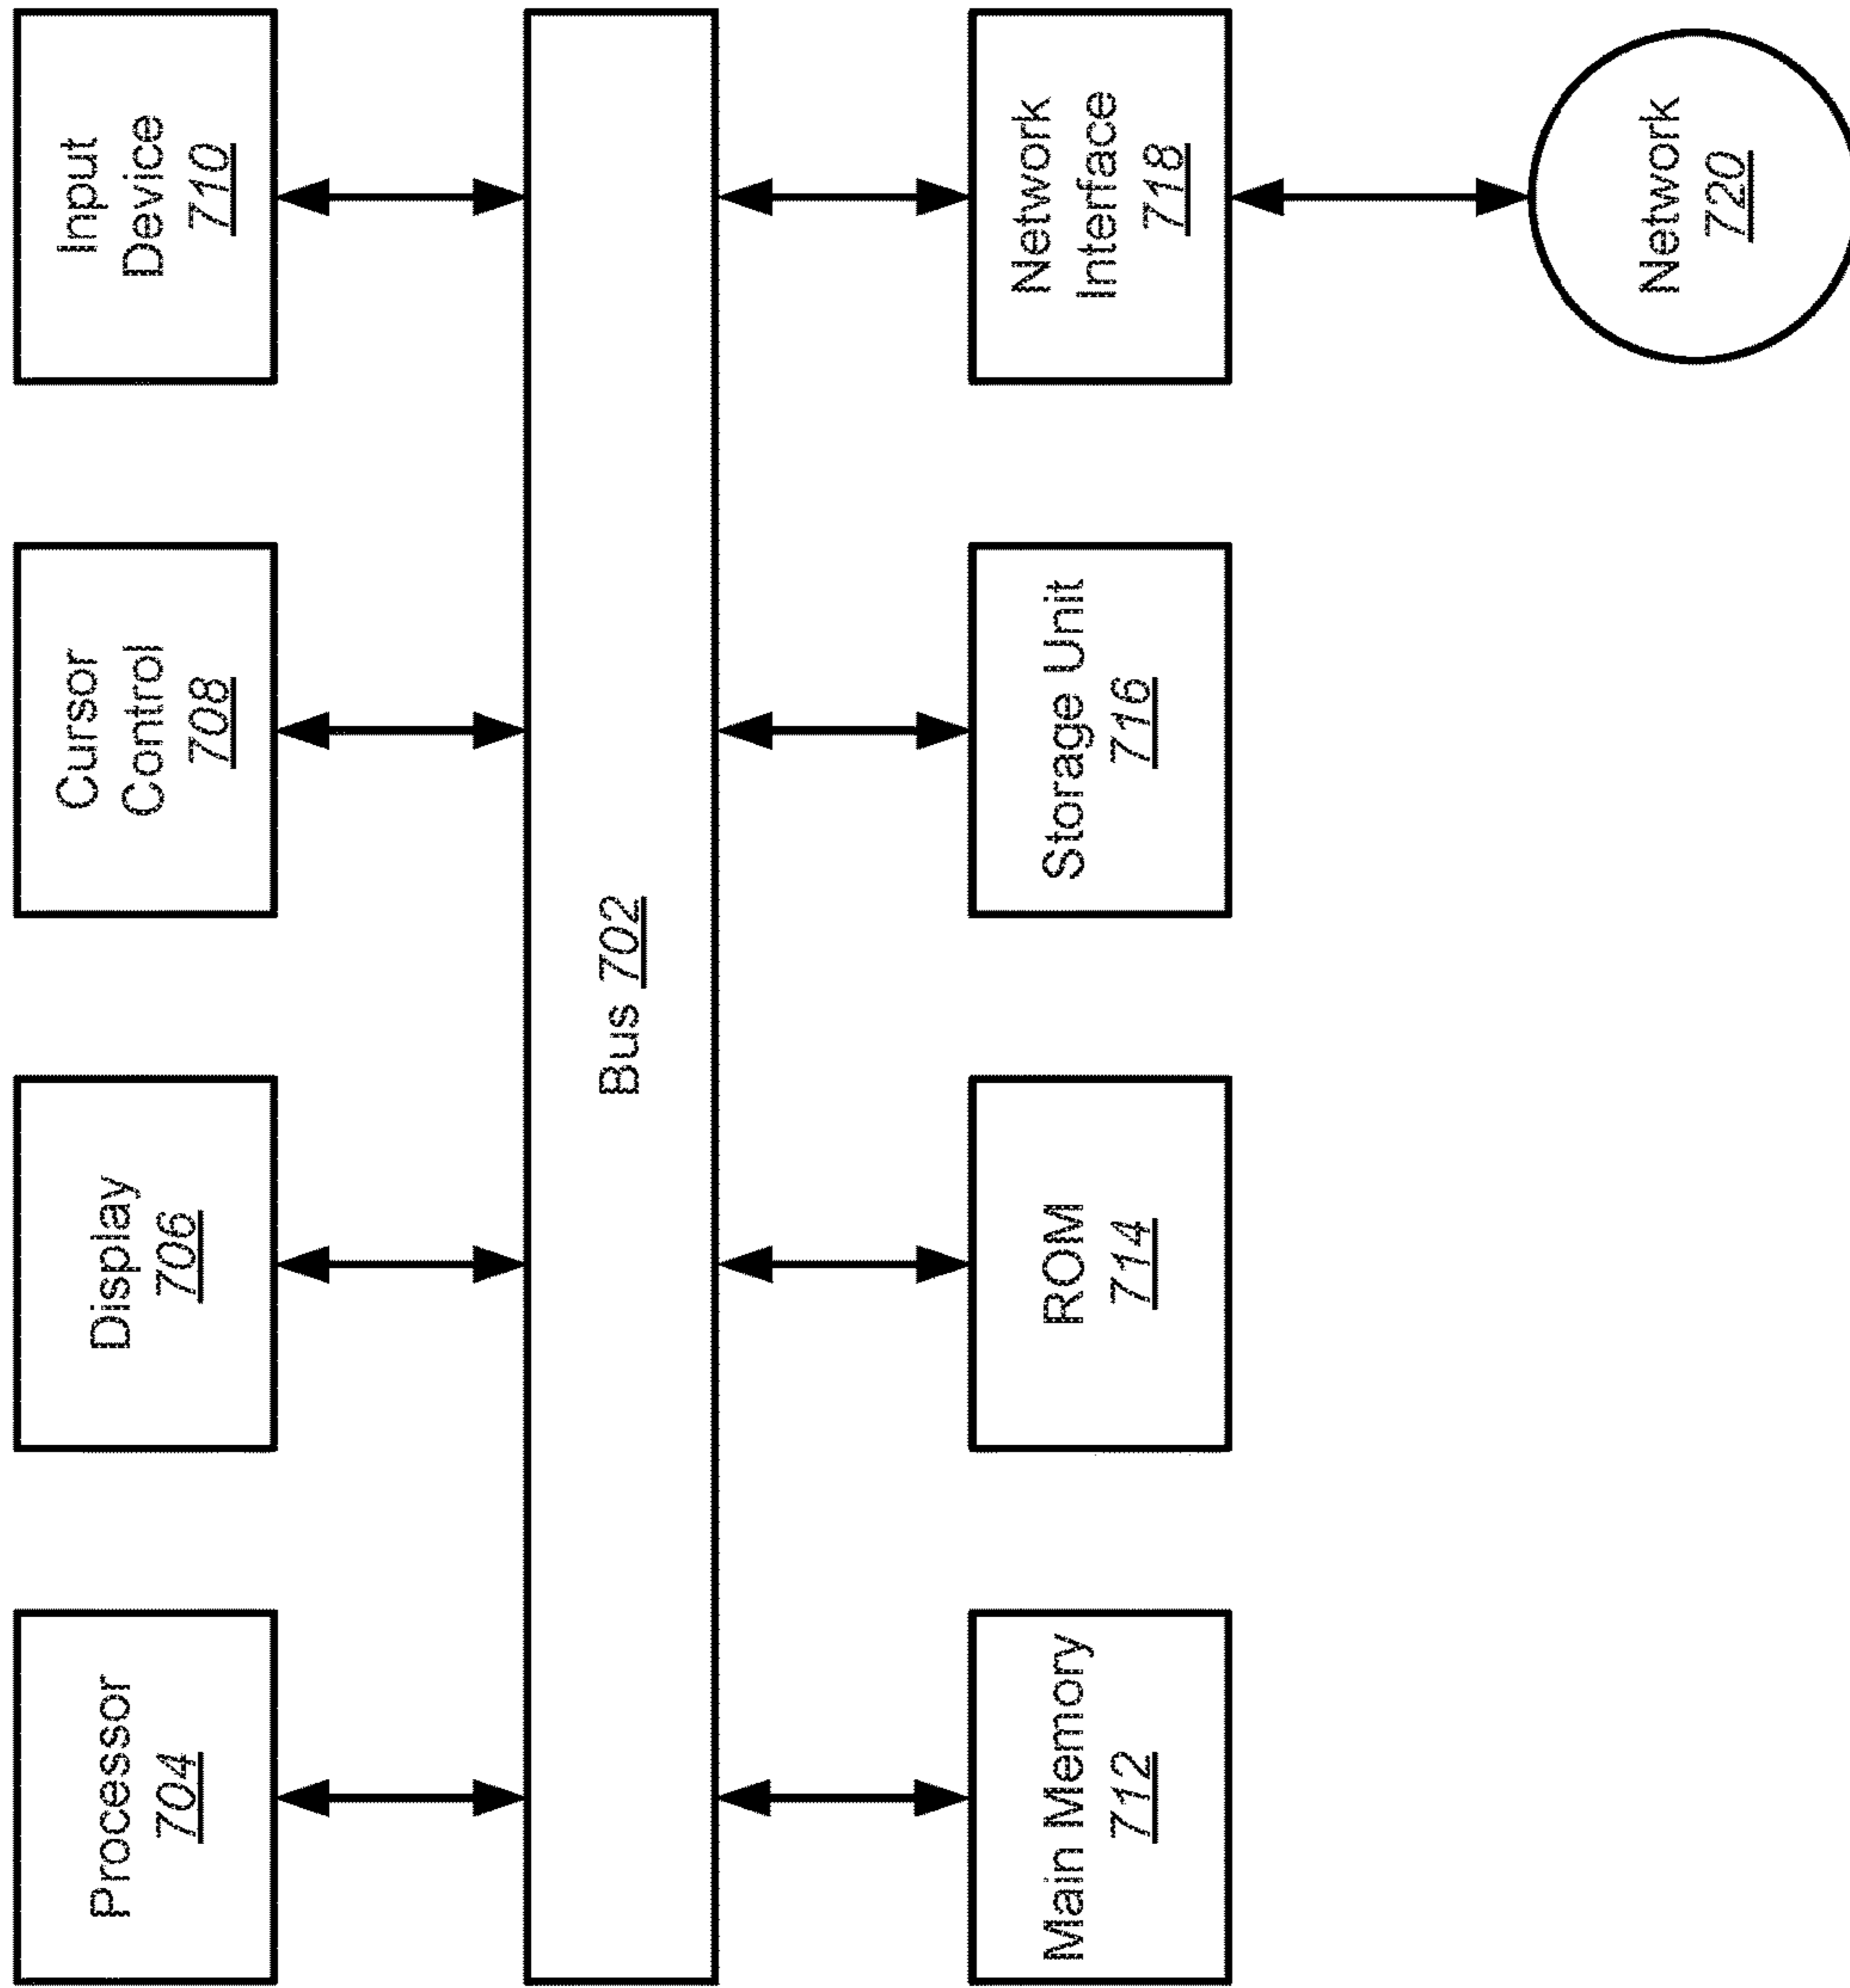 Processor
704
Display
706
Cursor
Control
708
Input
Device
710
Bus 702
Main Memory
712
ROM
714
Storage Unit
716
Network
Interface
718
Network
720